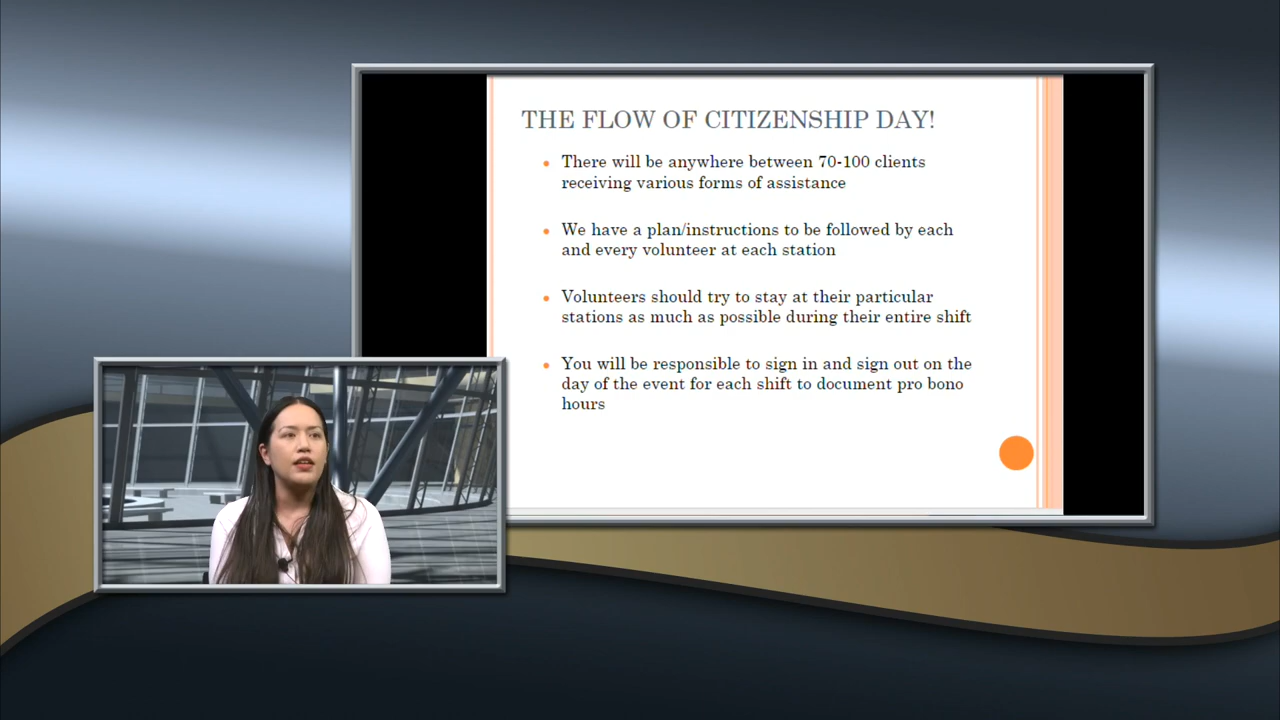 THE FLOW OF CITIZENSHIP DAY!
There will be anywhere between 70-100 clients
receiving various forms of assistance
We have a plan/instructions to be followed by each
and every volunteer at each station
Volunteers should try to stay at their particular
stations as much as possible during their entire shift
You will be responsible to sign in and sign out on the
day of the event for each shift to document pro bono
hours